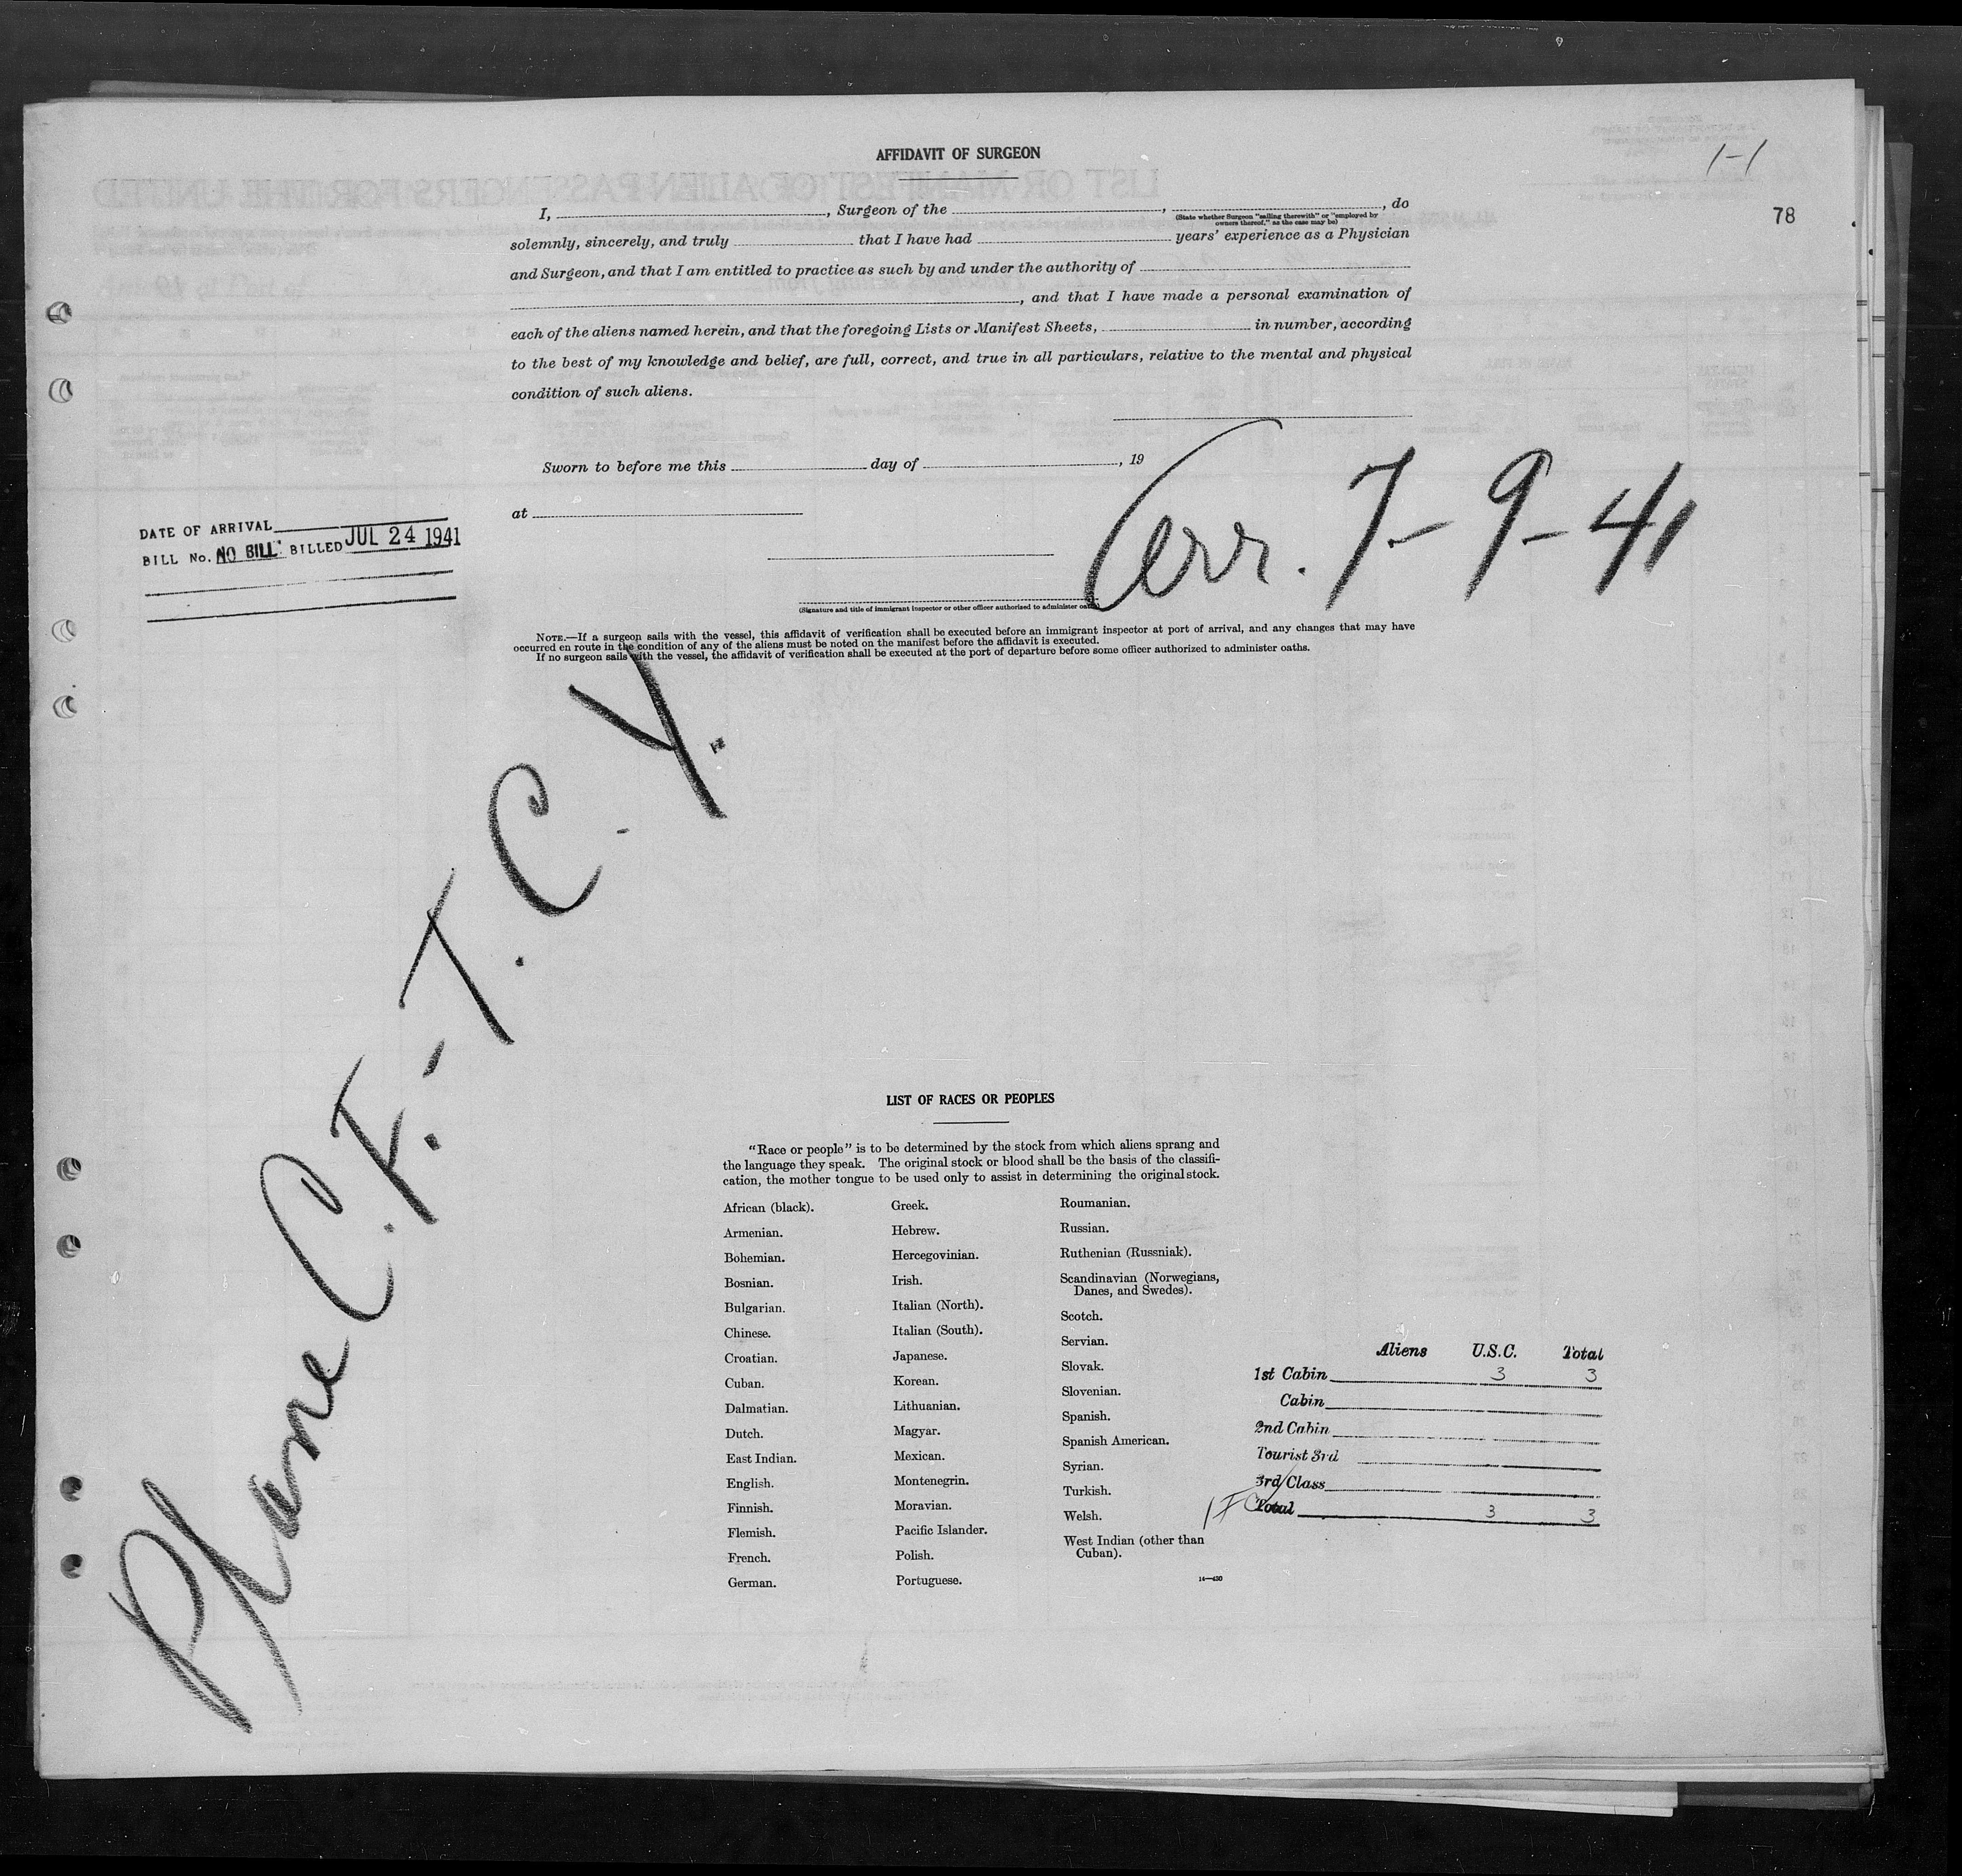 AFFIDAVIT OF SURGEON
1-1
78
I, , Surgeon of the , , do
(State whether Surgeon "sailing therewith" or "employed by
owners thereof," as the case may be)
solemnly, sincerely, and truly that I have had years' experience as a Physician
and Surgeon, and that I am entitled to practice as such by and under the authority of
, and that I have made a personal examination of
each of the aliens named herein, and that the foregoing Lists or Manifest Sheets, in number, according
to the best of my knowledge and belief, are full, correct, and true in all particulars, relative to the mental and physical
condition of such aliens.
Sworn to before me this day of , 19
at
Arr. 7-9-41
DATE OF ARRIVAL
BILL No. NO BILL BILLED JUL 24 1941
(Signature and title of immigrant inspector or other officer authorized to administer oaths)
NOTE.—If a surgeon sails with the vessel, this affidavit of verification shall be executed before an immigrant inspector at port of arrival, and any changes that may have
occurred en route in the condition of any of the aliens must be noted on the manifest before the affidavit is executed.
If no surgeon sails with the vessel, the affidavit of verification shall be executed at the port of departure before some officer authorized to administer oaths.
Plane C.F.-T.C.Y.
LIST OF RACES OR PEOPLES
"Race or people" is to be determined by the stock from which aliens sprang and
the language they speak. The original stock or blood shall be the basis of the classifi-
cation, the mother tongue to be used only to assist in determining the original stock.
African (black).
Armenian.
Bohemian.
Bosnian.
Bulgarian.
Chinese.
Croatian.
Cuban.
Dalmatian.
Dutch.
East Indian.
English.
Finnish.
Flemish.
French.
German.
Greek.
Hebrew.
Hercegovinian.
Irish.
Italian (North).
Italian (South).
Japanese.
Korean.
Lithuanian.
Magyar.
Mexican.
Montenegrin.
Moravian.
Pacific Islander.
Polish.
Portuguese.
Roumanian.
Russian.
Ruthenian (Russniak).
Scandinavian (Norwegians,
Danes, and Swedes).
Scotch.
Servian.
Slovak.
Slovenian.
Spanish.
Spanish American.
Syrian.
Turkish.
Welsh.
West Indian (other than
Cuban).
14—430
Aliens U.S.C. Total
1st Cabin 3 3
Cabin
2nd Cabin
Tourist 3rd
3rd Class
Total 3 3